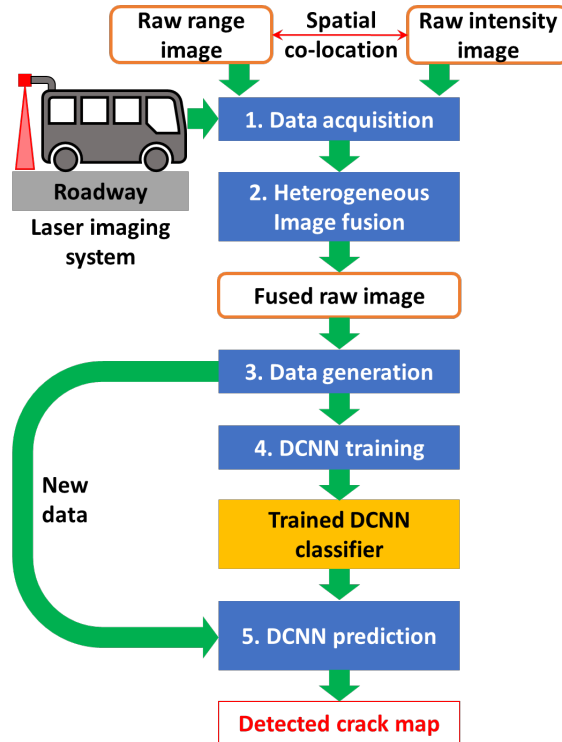 Raw range
image
Spatial
co-location
Raw intensity
image
1. Data acquisition
Roadway
Laser imaging
system
2. Heterogeneous
Image fusion
Fused raw image
3. Data generation
4. DCNN training
New
data
Trained DCNN
classifier
5. DCNN prediction
Detected crack map